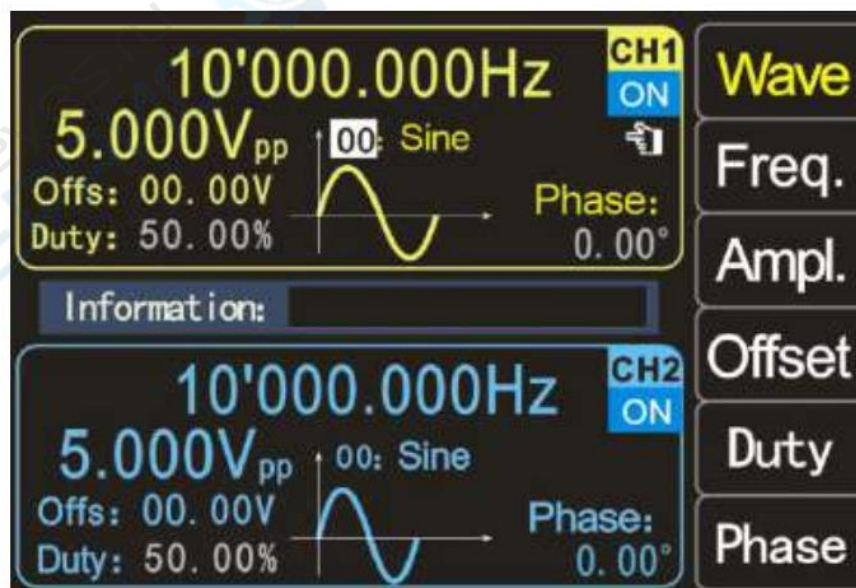 10'000.000Hz
CH1
ON
5.000Vpp
00: Sine
Offs: 00.00V
Phase:
Duty: 50.00%
0.00°
Information:
10'000.000Hz
CH2
ON
5.000Vpp
00: Sine
Offs: 00.00V
Phase:
Duty: 50.00%
0.00°
Wave
Freq.
Ampl.
Offset
Duty
Phase